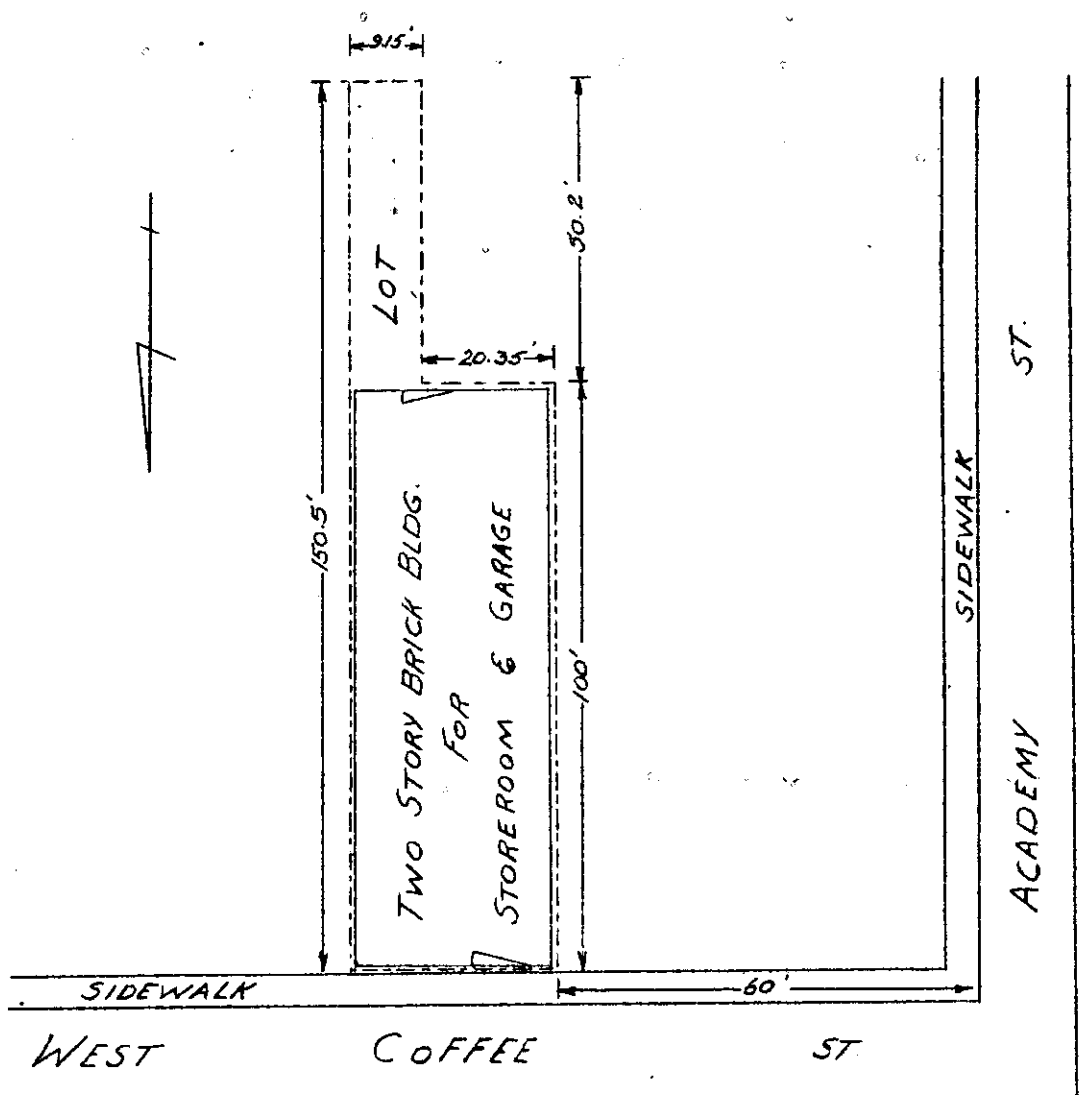 9.15'
50.2'
LOT
20.35'
150.5'
TWO STORY BRICK BLDG.
FOR
STOREROOM & GARAGE
100'
SIDEWALK
ACADEMY ST.
60'
SIDEWALK
WEST COFFEE ST